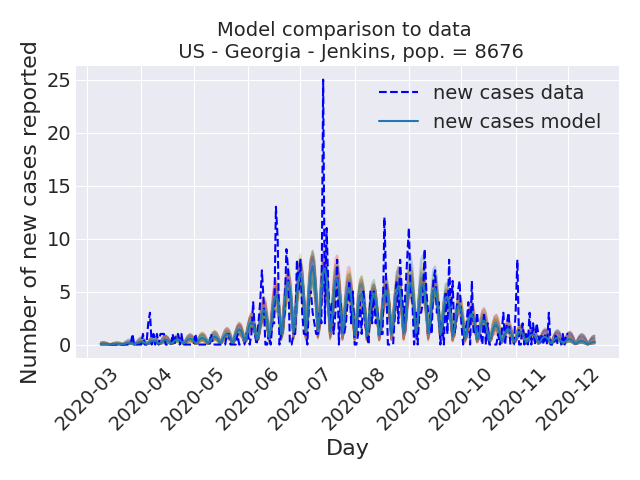 Model comparison to data
US - Georgia - Jenkins, pop. = 8676
Number of new cases reported
25
20
15
10
5
0
new cases data
new cases model
2020-03
2020-04
2020-05
2020-06
2020-07
2020-08
2020-09
2020-10
2020-11
2020-12
Day